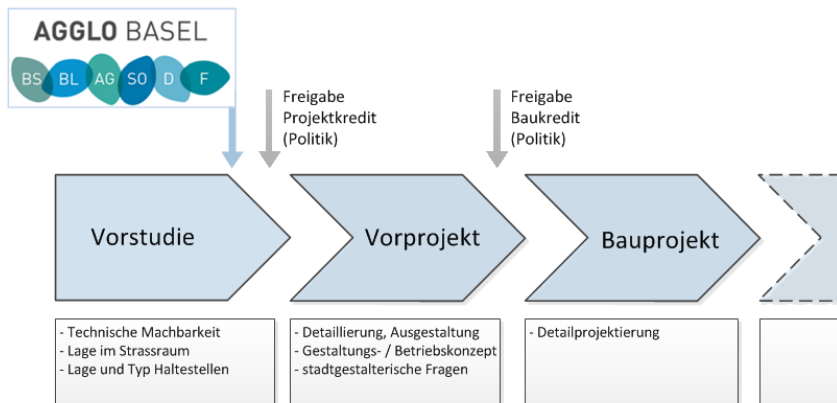 AGGLO BASEL
BS BL AG SO D F
Freigabe
Projektkredit
(Politik)
Freigabe
Baukredit
(Politik)
Vorstudie
Vorprojekt
Bauprojekt
- Technische Machbarkeit
- Lage im Strassraum
- Lage und Typ Haltestellen
- Detaillierung, Ausgestaltung
- Gestaltungs- / Betriebskonzept
- stadtgestalterische Fragen
- Detailprojektierung